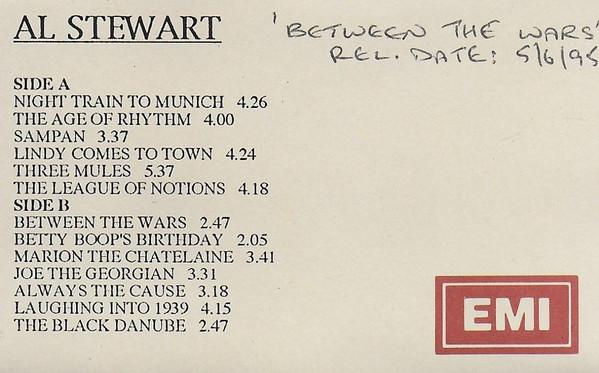 AL STEWART
'BETWEEN THE WARS'
REL. DATE: 5/6/95
SIDE A
NIGHT TRAIN TO MUNICH 4.26
THE AGE OF RHYTHM 4.00
SAMPAN 3.37
LINDY COMES TO TOWN 4.24
THREE MULES 5.37
THE LEAGUE OF NOTIONS 4.18
SIDE B
BETWEEN THE WARS 2.47
BETTY BOOP'S BIRTHDAY 2.05
MARION THE CHATELAINE 3.41
JOE THE GEORGIAN 3.31
ALWAYS THE CAUSE 3.18
LAUGHING INTO 1939 4.15
THE BLACK DANUBE 2.47
EMI